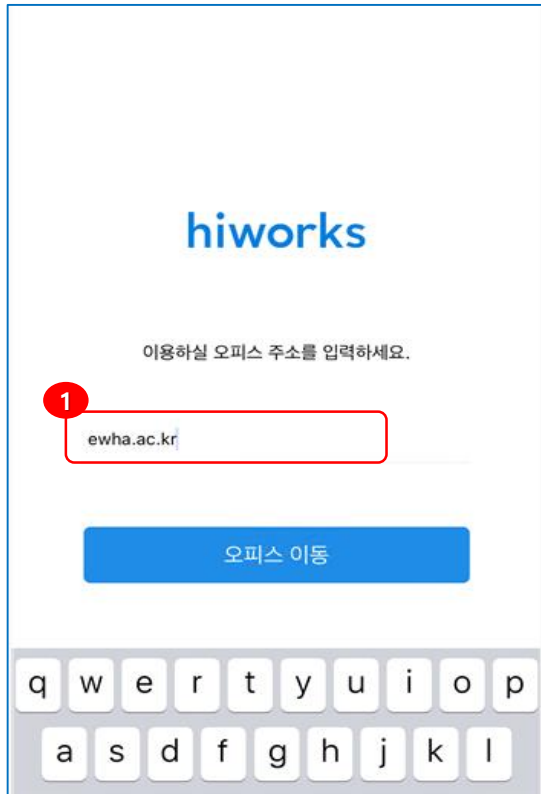 hiworks
이용하실 오피스 주소를 입력하세요.
1
ewha.ac.kr
오피스 이동
q w e r t y u i o p
a s d f g h j k l